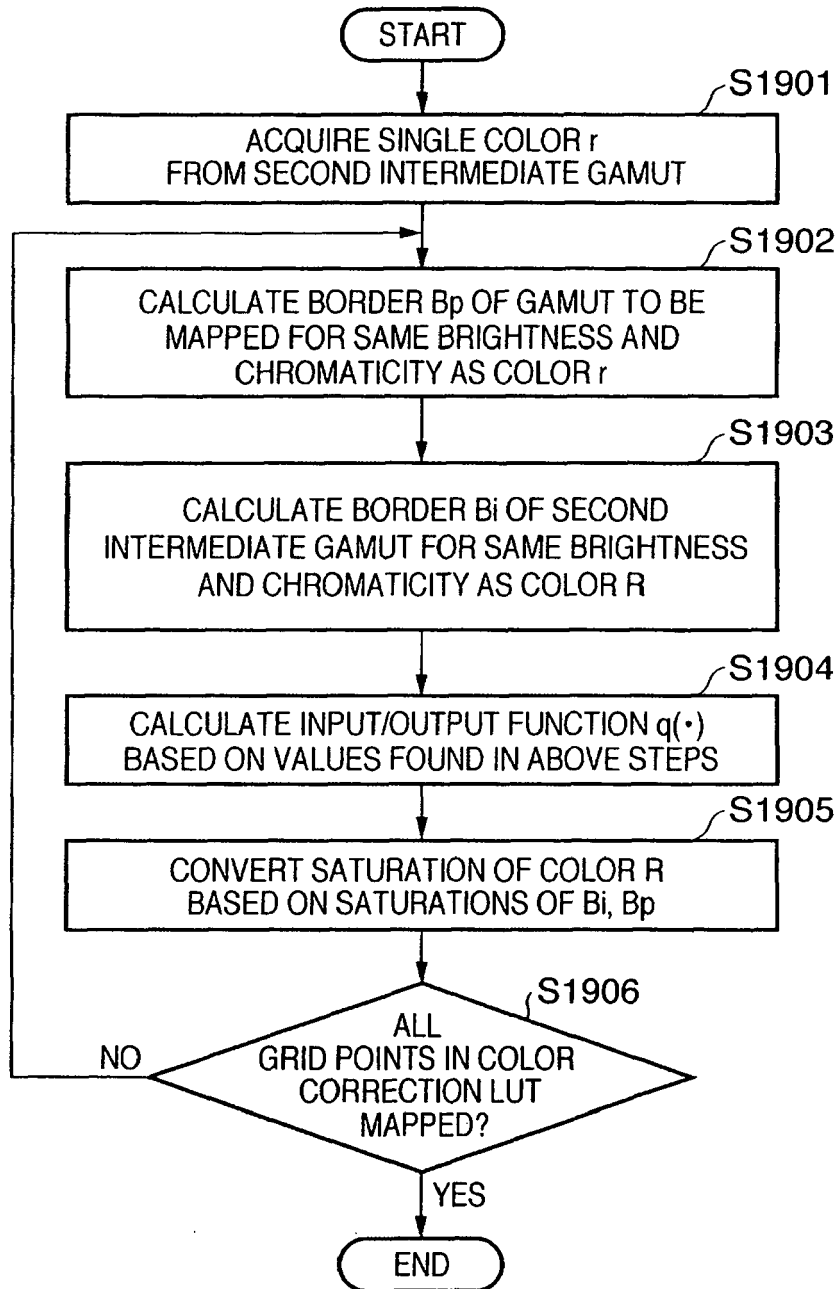 START
S1901
ACQUIRE SINGLE COLOR r
FROM SECOND INTERMEDIATE GAMUT
S1902
CALCULATE BORDER Bp OF GAMUT TO BE
MAPPED FOR SAME BRIGHTNESS AND
CHROMATICITY AS COLOR r
S1903
CALCULATE BORDER Bi OF SECOND
INTERMEDIATE GAMUT FOR SAME BRIGHTNESS
AND CHROMATICITY AS COLOR R
S1904
CALCULATE INPUT/OUTPUT FUNCTION q(·)
BASED ON VALUES FOUND IN ABOVE STEPS
S1905
CONVERT SATURATION OF COLOR R
BASED ON SATURATIONS OF Bi, Bp
S1906
ALL
GRID POINTS IN COLOR
CORRECTION LUT
MAPPED?
NO
YES
END